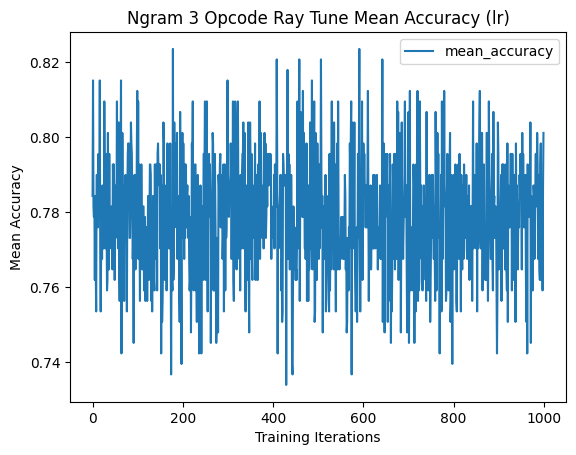 Ngram 3 Opcode Ray Tune Mean Accuracy (lr)
mean_accuracy
Mean Accuracy
0.82
0.80
0.78
0.76
0.74
0 200 400 600 800 1000
Training Iterations